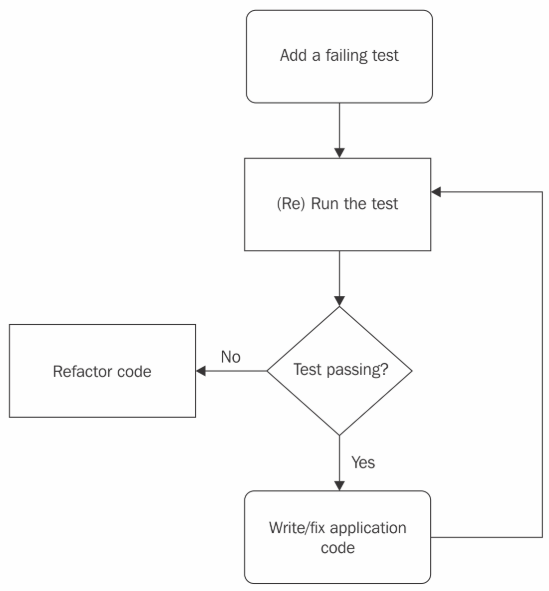 Add a failing test
(Re) Run the test
Test passing?
No
Refactor code
Yes
Write/fix application
code